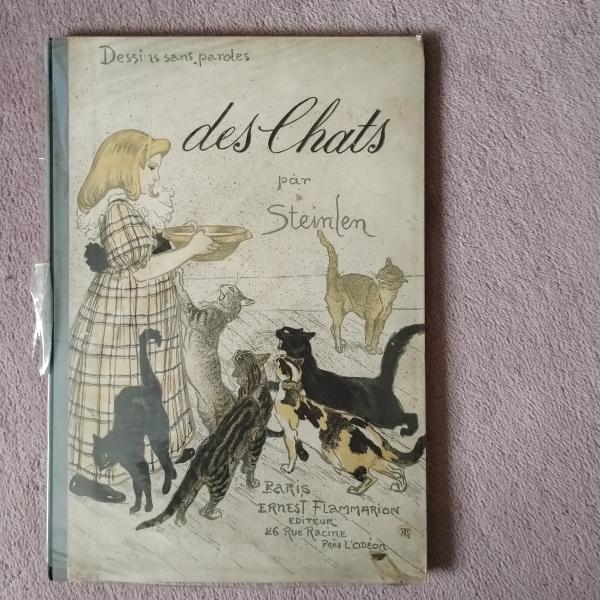 Dessins sans paroles
des Chats
par
Steinlen
PARIS
ERNEST FLAMMARION
EDITEUR
26 RUE RACINE
PRÈS L'ODÉON